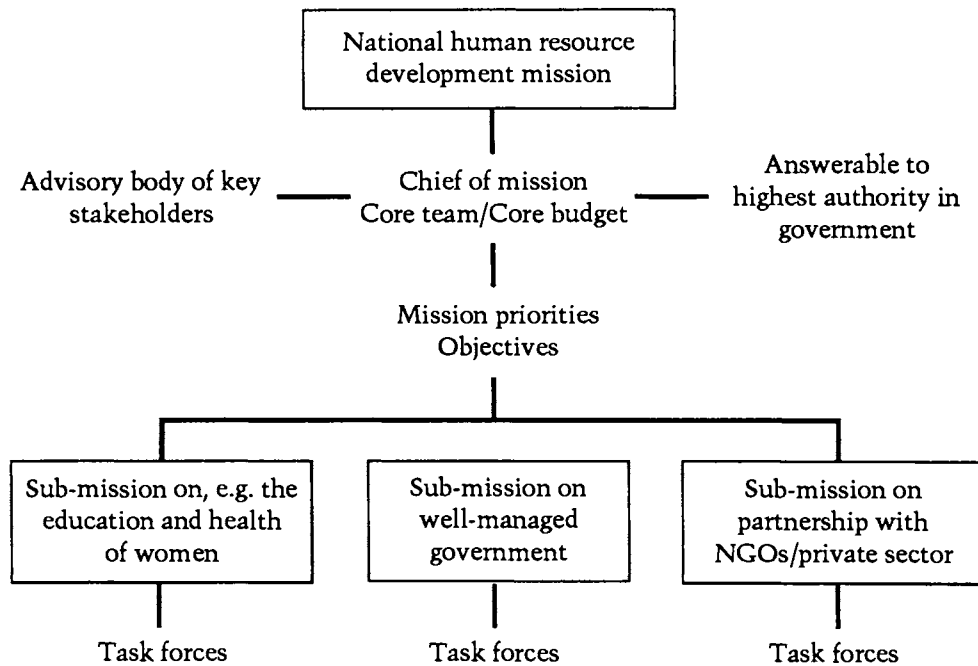 National human resource
development mission
Advisory body of key
stakeholders
Chief of mission
Core team/Core budget
Answerable to
highest authority in
government
Mission priorities
Objectives
Sub-mission on, e.g. the
education and health
of women
Sub-mission on
well-managed
government
Sub-mission on
partnership with
NGOs/private sector
Task forces
Task forces
Task forces